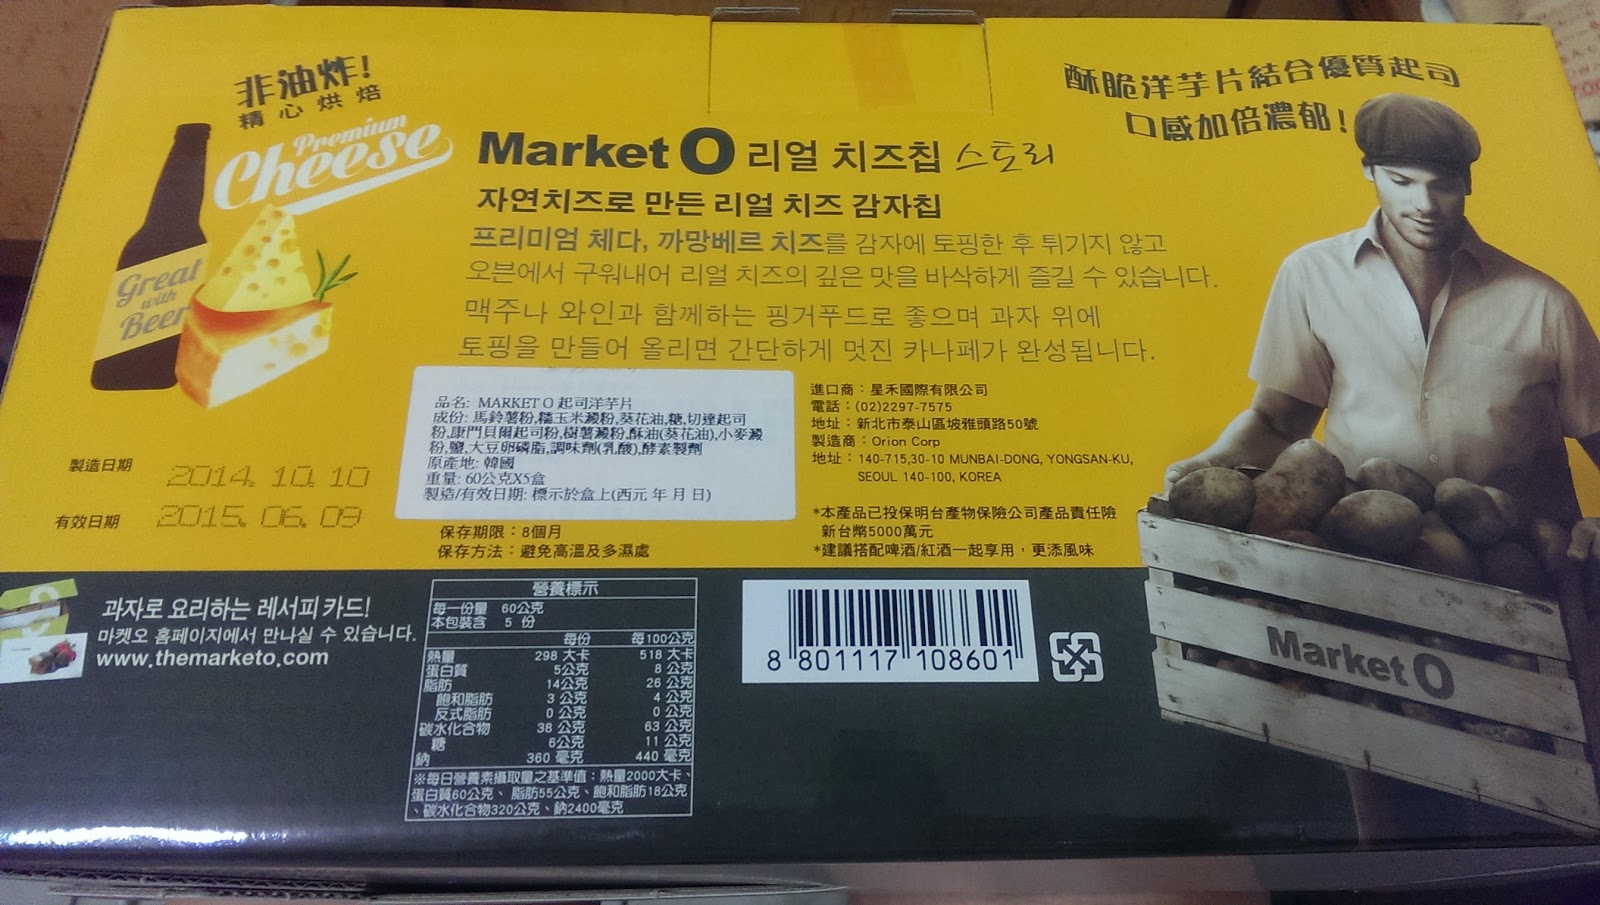 非油炸!
精心烘焙
Premium
Cheese
Great
with
Beer
Market O 리얼 치즈칩 스토리
자연치즈로 만든 리얼 치즈 감자칩
프리미엄 체다, 까망베르 치즈를 감자에 토핑한 후 튀기지 않고
오븐에서 구워내어 리얼 치즈의 깊은 맛을 바삭하게 즐길 수 있습니다.
맥주나 와인과 함께하는 핑거푸드로 좋으며 과자 위에
토핑을 만들어 올리면 간단하게 멋진 카나페가 완성됩니다.
酥脆洋芋片結合優質起司
口感加倍濃郁!
品名: MARKET O 起司洋芋片
成份: 馬鈴薯粉,糯玉米澱粉,葵花油,糖,切達起司
粉,康門貝爾起司粉,樹薯澱粉,酥油(葵花油),小麥澱
粉,鹽,大豆卵磷脂,調味劑(乳酸),酵素製劑
原產地: 韓國
重量: 60公克X5盒
製造/有效日期: 標示於盒上(西元 年 月 日)
保存期限：8個月
保存方法：避免高溫及多濕處
進口商：星禾國際有限公司
電話：(02)2297-7575
地址：新北市泰山區坡雅頭路50號
製造商：Orion Corp
地址：140-715,30-10 MUNBAI-DONG, YONGSAN-KU,
SEOUL 140-100, KOREA
*本產品已投保明台產物保險公司產品責任險
新台幣5000萬元
*建議搭配啤酒/紅酒一起享用，更添風味
製造日期 2014. 10. 10
有效日期 2015. 06. 09
과자로 요리하는 레서피 카드!
마켓오 홈페이지에서 만나실 수 있습니다.
www.themarketo.com
營養標示
每一份量 60公克
本包裝含 5 份
每份 每100公克
熱量 298 大卡 518 大卡
蛋白質 5公克 8 公克
脂肪 14公克 26 公克
飽和脂肪 3 公克 4 公克
反式脂肪 0 公克 0 公克
碳水化合物 38 公克 63 公克
糖 6公克 11 公克
鈉 360 毫克 440 毫克
※每日營養素攝取量之基準值：熱量2000大卡、
蛋白質60公克、脂肪55公克、飽和脂肪18公克
、碳水化合物320公克、鈉2400毫克
8 801117 108601
Market O